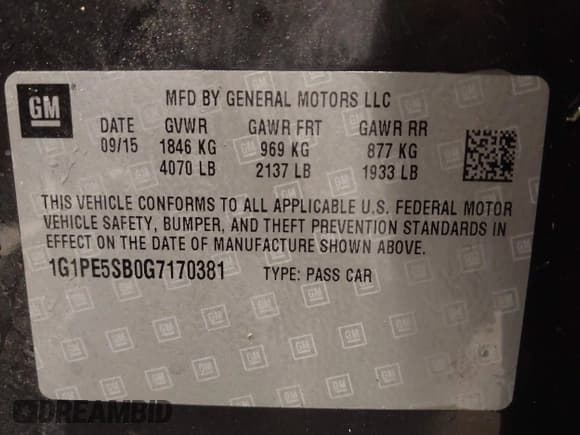 GM
MFD BY GENERAL MOTORS LLC
DATE GVWR GAWR FRT GAWR RR
09/15 1846 KG 969 KG 877 KG
4070 LB 2137 LB 1933 LB
THIS VEHICLE CONFORMS TO ALL APPLICABLE U.S. FEDERAL MOTOR
VEHICLE SAFETY, BUMPER, AND THEFT PREVENTION STANDARDS IN
EFFECT ON THE DATE OF MANUFACTURE SHOWN ABOVE.
1G1PE5SB0G7170381 TYPE: PASS CAR
DREAMBID